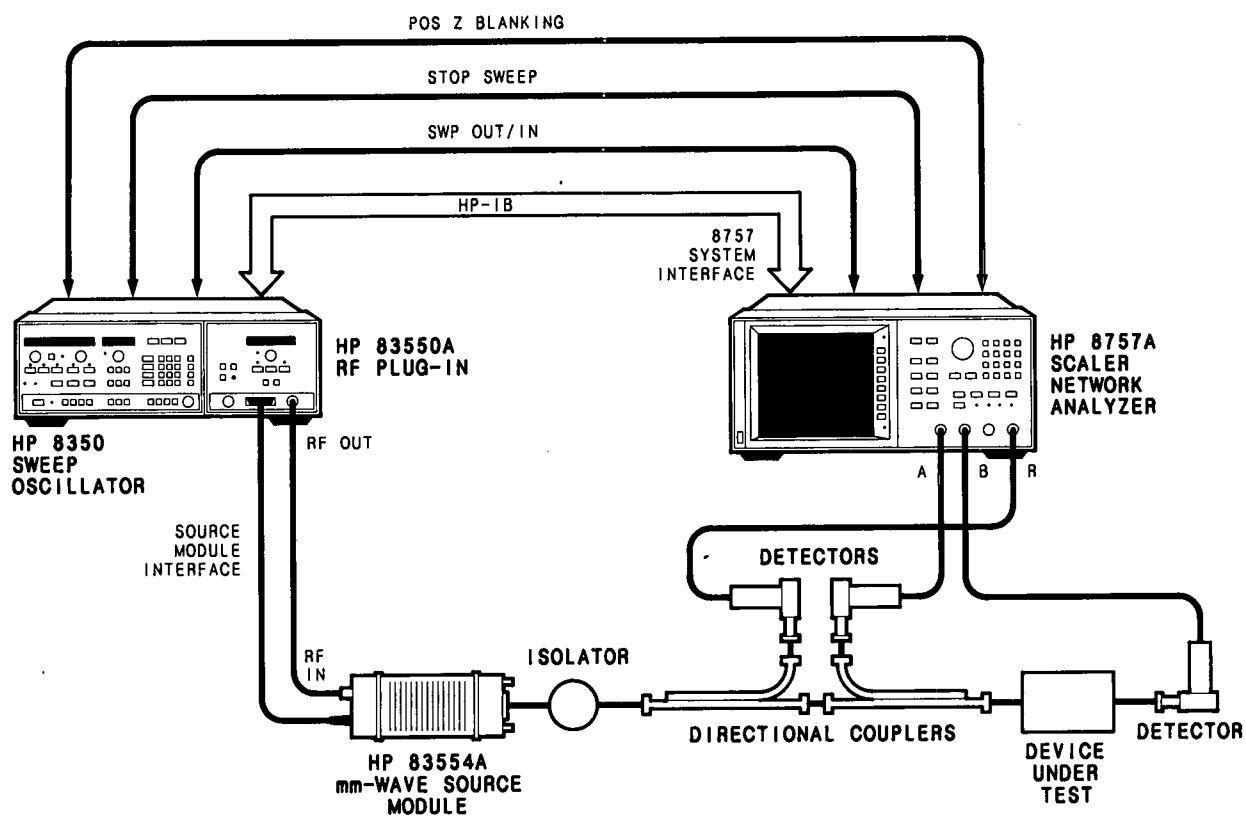 POS Z BLANKING
STOP SWEEP
SWP OUT/IN
HP-IB
8757
SYSTEM
INTERFACE
HP 83550A
RF PLUG-IN
HP 8757A
SCALER
NETWORK
ANALYZER
HP 8350
SWEEP
OSCILLATOR
RF OUT
A
B
R
SOURCE
MODULE
INTERFACE
DETECTORS
RF
IN
ISOLATOR
DIRECTIONAL COUPLERS
DETECTOR
HP 83554A
mm-WAVE SOURCE
MODULE
DEVICE
UNDER
TEST